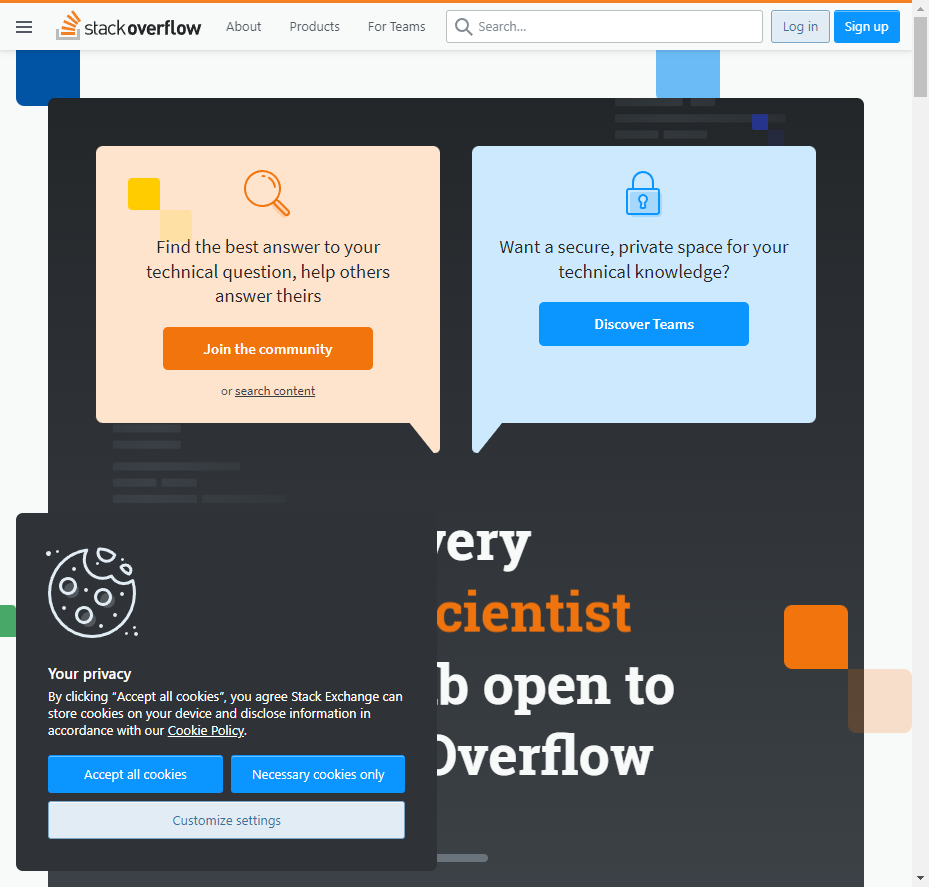 stackoverflow
About
Products
For Teams
Search...
Log in
Sign up
Find the best answer to your
technical question, help others
answer theirs
Join the community
or search content
Want a secure, private space for your
technical knowledge?
Discover Teams
very
scientist
open to
Overflow
Your privacy
By clicking “Accept all cookies”, you agree Stack Exchange can
store cookies on your device and disclose information in
accordance with our Cookie Policy.
Accept all cookies
Necessary cookies only
Customize settings